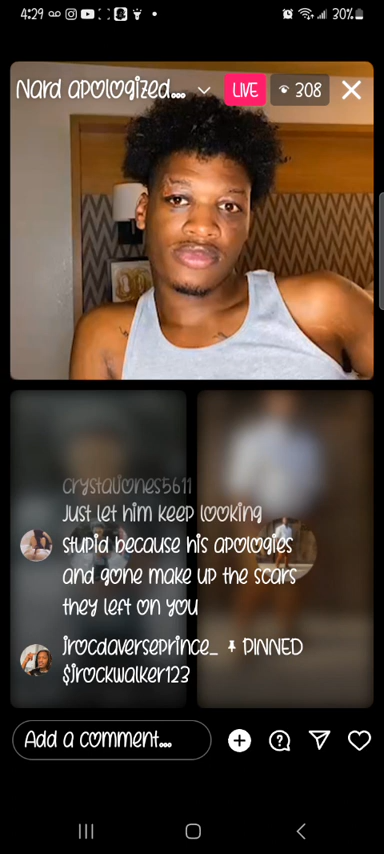 4:29
30%
Nard apologized...
LIVE
308
crystaljones5611
Just let him keep looking
stupid because his apologies
and gone make up the scars
they left on you
jrocdaverseprince_ PINNED
$jrockwalker123
Add a comment...